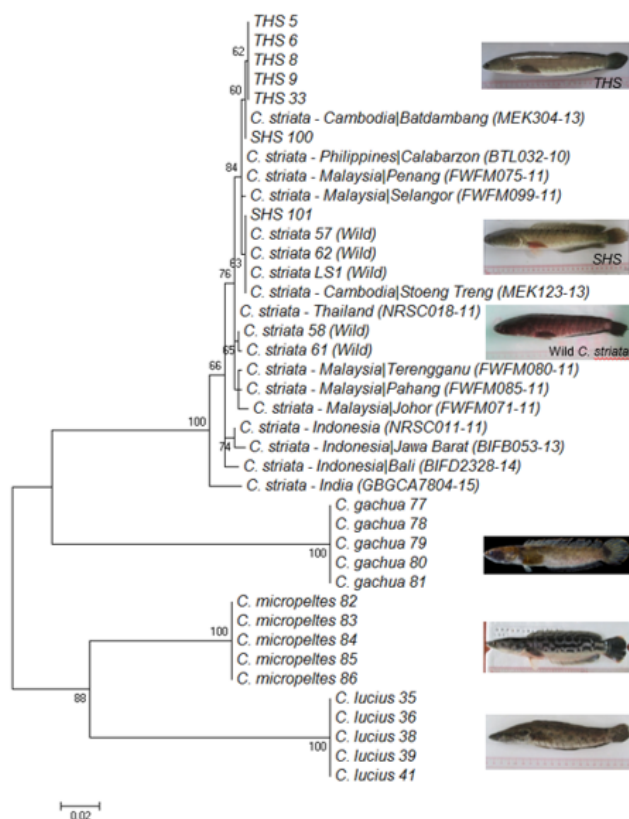 THS 5
THS 6
62
THS 8
THS 9
60
THS 33
THS
C. striata - Cambodia|Batdambang (MEK304-13)
SHS 100
C. striata - Philippines|Calabarzon (BTL032-10)
84
C. striata - Malaysia|Penang (FWFM075-11)
C. striata - Malaysia|Selangor (FWFM099-11)
SHS 101
C. striata 57 (Wild)
C. striata 62 (Wild)
SHS
63
76
C. striata LS1 (Wild)
C. striata - Cambodia|Stoeng Treng (MEK123-13)
C. striata - Thailand (NRSC018-11)
C. striata 58 (Wild)
65
C. striata 61 (Wild)
Wild C. striata
66
C. striata - Malaysia|Terengganu (FWFM080-11)
C. striata - Malaysia|Pahang (FWFM085-11)
C. striata - Malaysia|Johor (FWFM071-11)
100
C. striata - Indonesia (NRSC011-11)
74
C. striata - Indonesia|Jawa Barat (BIFB053-13)
C. striata - Indonesia|Bali (BIFD2328-14)
C. striata - India (GBGCA7804-15)
C. gachua 77
C. gachua 78
C. gachua 79
100
C. gachua 80
C. gachua 81
C. micropeltes 82
C. micropeltes 83
100
C. micropeltes 84
C. micropeltes 85
C. micropeltes 86
88
C. lucius 35
C. lucius 36
C. lucius 38
100
C. lucius 39
C. lucius 41
0.02